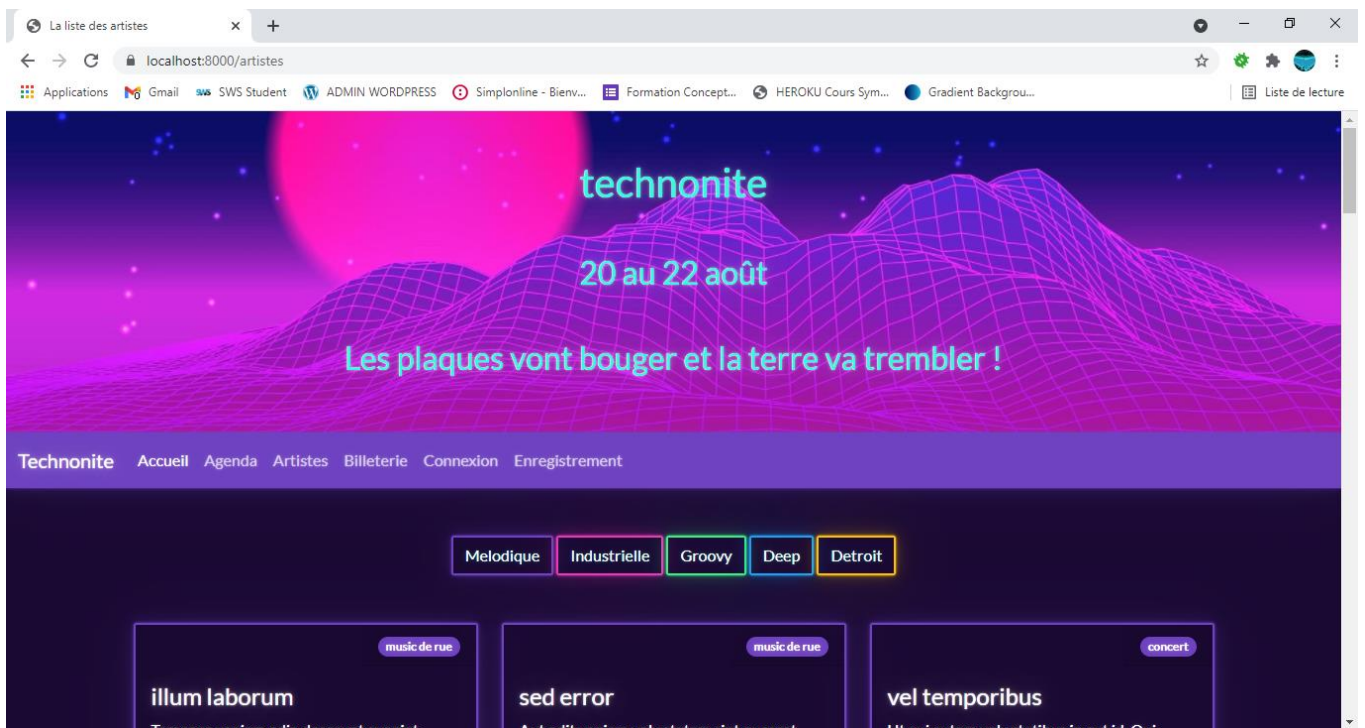 La liste des artistes
localhost:8000/artistes
Applications Gmail SWS Student ADMIN WORDPRESS Simplonline - Bienv... Formation Concept... HEROKU Cours Sym... Gradient Backgrou... Liste de lecture
technonite
20 au 22 août
Les plaques vont bouger et la terre va trembler !
Technonite Accueil Agenda Artistes Billeterie Connexion Enregistrement
Melodique Industrielle Groovy Deep Detroit
music de rue music de rue concert
illum laborum sed error vel temporibus